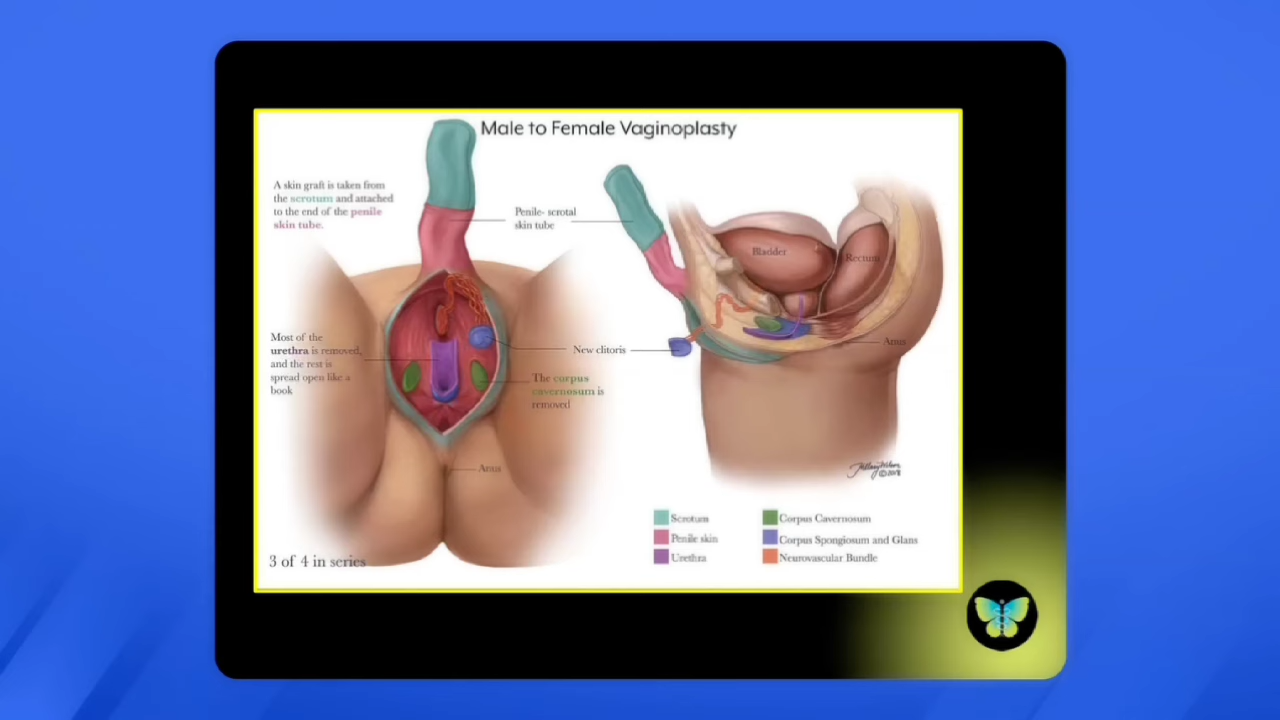 Male to Female Vaginoplasty
A skin graft is taken from
the scrotum and attached
to the end of the penile
skin tube.
Penile- scrotal
skin tube
Bladder
Rectum
Most of the
urethra is removed,
and the rest is
spread open like a
book
New clitoris
Anus
The corpus
cavernosum is
removed
Anus
©2018
Scrotum
Penile skin
Urethra
Corpus Cavernosum
Corpus Spongiosum and Glans
Neurovascular Bundle
3 of 4 in series